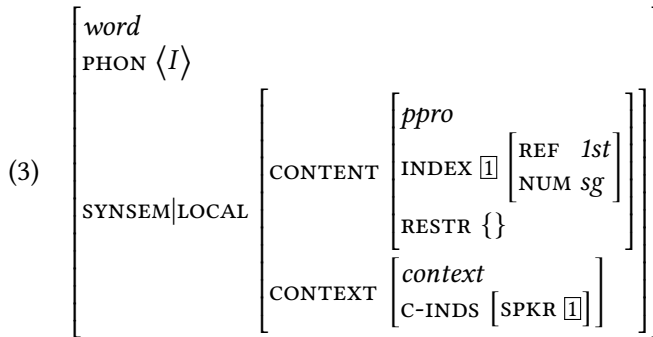 (3)
word
PHON ⟨I⟩
SYNSEM|LOCAL
CONTENT
ppro
INDEX 1
REF 1st
NUM sg
RESTR {}
CONTEXT
context
C-INDS [SPKR 1]